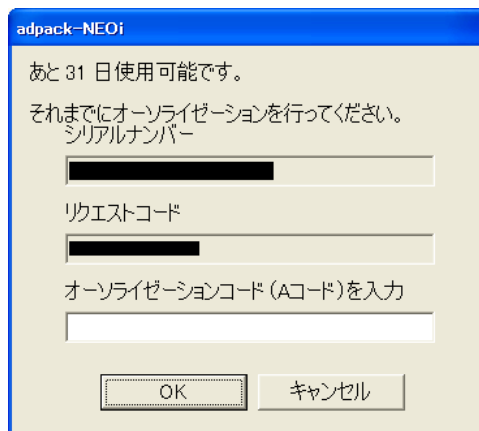 adpack-NEOi
あと 31 日使用可能です。
それまでにオーソライゼーションを行ってください。
シリアルナンバー
リクエストコード
オーソライゼーションコード(Aコード)を入力
OK
キャンセル